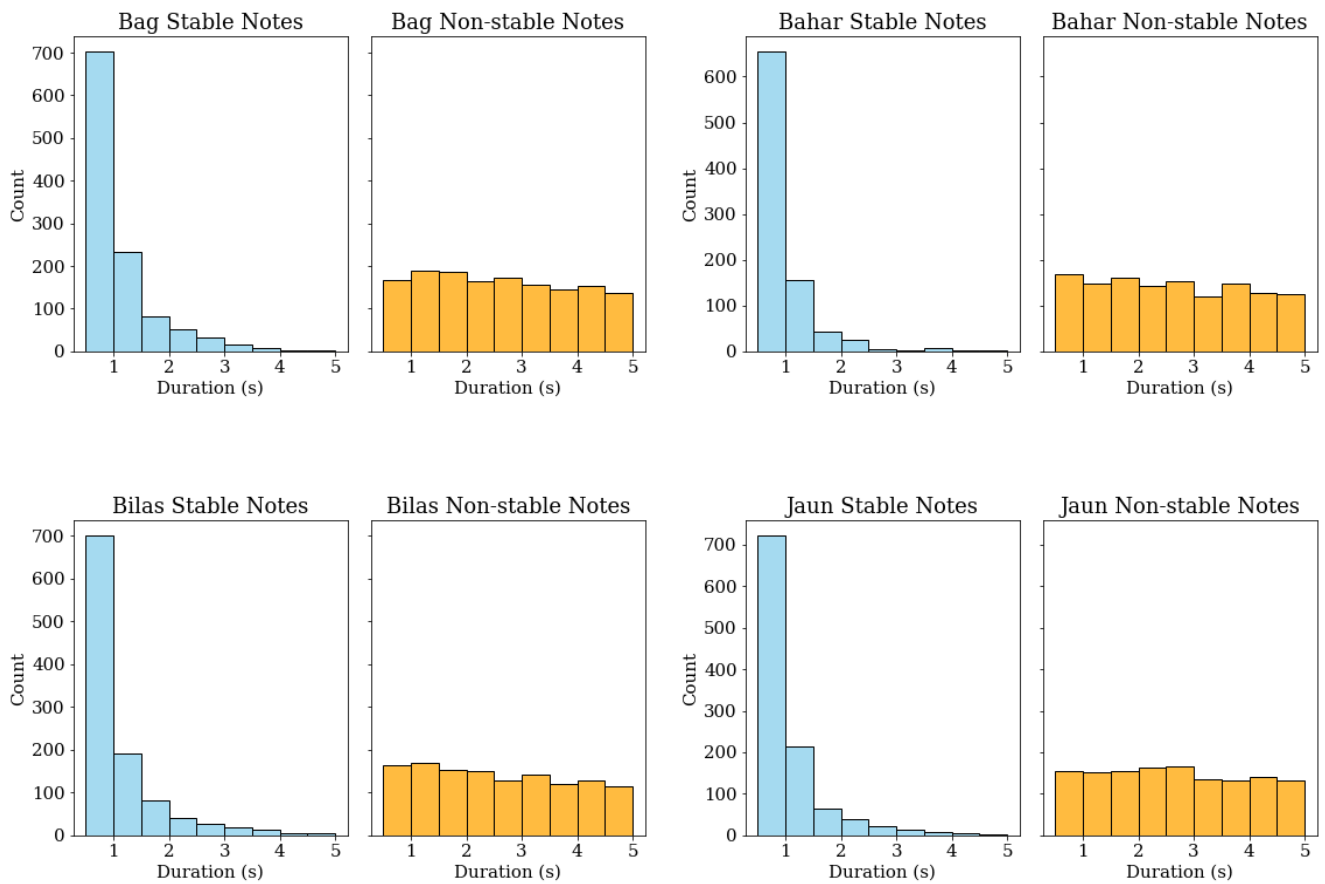 Bag Stable Notes
Bag Non-stable Notes
Bahar Stable Notes
Bahar Non-stable Notes
Count
700
600
500
400
300
200
100
0
Count
600
500
400
300
200
100
0
1 2 3 4 5
1 2 3 4 5
1 2 3 4 5
1 2 3 4 5
Duration (s)
Duration (s)
Duration (s)
Duration (s)
Bilas Stable Notes
Bilas Non-stable Notes
Jaun Stable Notes
Jaun Non-stable Notes
Count
700
600
500
400
300
200
100
0
Count
700
600
500
400
300
200
100
0
1 2 3 4 5
1 2 3 4 5
1 2 3 4 5
1 2 3 4 5
Duration (s)
Duration (s)
Duration (s)
Duration (s)